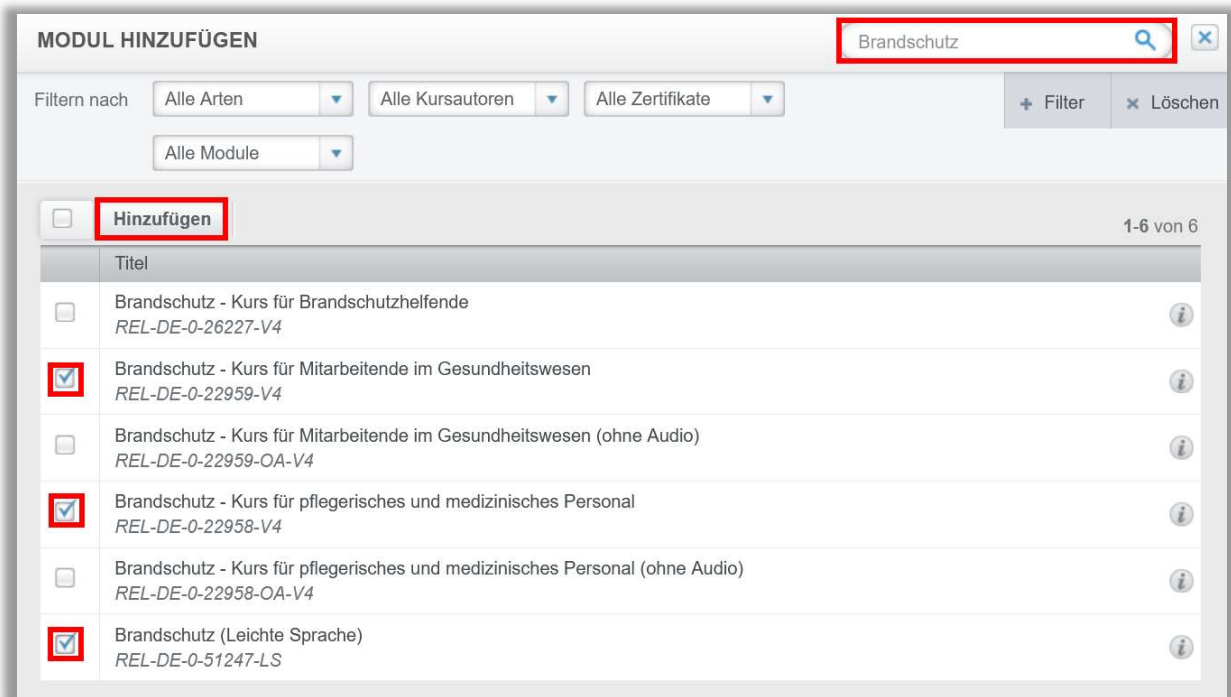 MODUL HINZUFÜGEN
Brandschutz
Filtern nach
Alle Arten
Alle Kursautoren
Alle Zertifikate
+ Filter
× Löschen
Alle Module
Hinzufügen
1-6 von 6
Titel
Brandschutz - Kurs für Brandschutzhelfende
REL-DE-0-26227-V4
Brandschutz - Kurs für Mitarbeitende im Gesundheitswesen
REL-DE-0-22959-V4
Brandschutz - Kurs für Mitarbeitende im Gesundheitswesen (ohne Audio)
REL-DE-0-22959-OA-V4
Brandschutz - Kurs für pflegerisches und medizinisches Personal
REL-DE-0-22958-V4
Brandschutz - Kurs für pflegerisches und medizinisches Personal (ohne Audio)
REL-DE-0-22958-OA-V4
Brandschutz (Leichte Sprache)
REL-DE-0-51247-LS